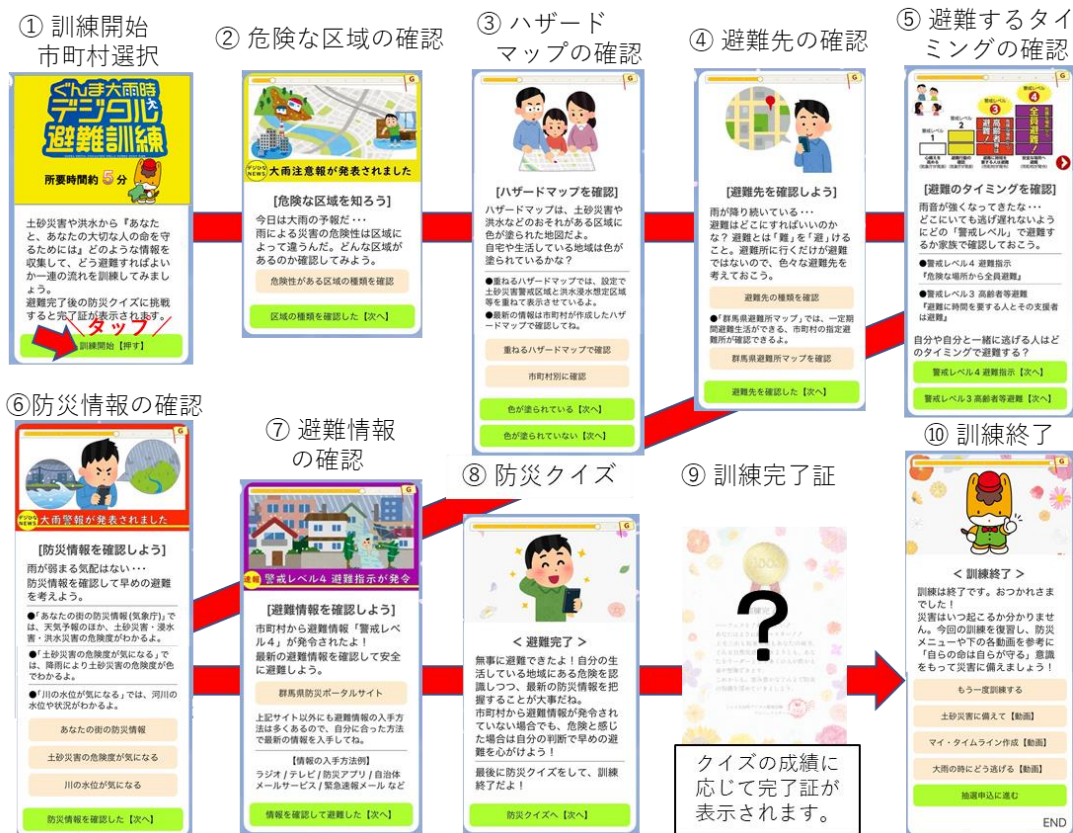 ① 訓練開始
市町村選択
ぐんま大雨時
デジタル
避難訓練
所要時間約 5 分
土砂災害や洪水から『あなた
と、あなたの大切な人の命を守
るためには』どのような情報を
収集して、どう避難すればよい
か一連の流れを訓練してみまし
ょう。
避難完了後の防災クイズに挑戦
すると完了証が表示されます。
＼タップ／
訓練開始【押す】
② 危険な区域の確認
G
デジひな
NEWS
大雨注意報が発表されました
[危険な区域を知ろう]
今日は大雨の予報だ・・・
雨による災害の危険性は区域に
よって違うんだ。どんな区域が
あるのか確認してみよう。
危険性がある区域の種類を確認
区域の種類を確認した【次へ】
③ ハザード
マップの確認
G
[ハザードマップを確認]
ハザードマップは、土砂災害や
洪水などのおそれがある区域に
色が塗られた地図だよ。
自宅や生活している地域は色が
塗られているかな？
●重ねるハザードマップでは、設定で
土砂災害警戒区域と洪水浸水想定区域
等を重ねて表示させているよ。
●最新の情報は市町村が作成したハザ
ードマップで確認してね。
重ねるハザードマップで確認
市町村別に確認
色が塗られている【次へ】
色が塗られていない【次へ】
④ 避難先の確認
G
[避難先を確認しよう]
雨が降り続いている・・・
避難はどこにすればいいのか
な？ 避難とは「難」を「避」ける
こと。避難所に行くだけが避難
ではないので、色々な避難先を
考えておこう。
避難先の種類を確認
●「群馬県避難所マップ」では、一定期
間避難生活ができる、市町村の指定避
難所が確認できるよ。
群馬県避難所マップを確認
避難先を確認した【次へ】
⑤ 避難するタイ
ミングの確認
G
警戒レベル
1
警戒レベル
2
警戒レベル
3
警戒レベル
4
高齢者等は
避難！
全員避難！
[避難のタイミングを確認]
雨音が強くなってきたな・・・
どこにいても逃げ遅れないよう
にどの「警戒レベル」で避難す
るか家族で確認しておこう。
●警戒レベル４ 避難指示
『危険な場所から全員避難』
●警戒レベル３ 高齢者等避難
『避難に時間を要する人とその支援者
は避難』
自分や自分と一緒に逃げる人はど
のタイミングで避難する？
警戒レベル４ 避難指示【次へ】
警戒レベル３ 高齢者等避難【次へ】
⑥防災情報の確認
G
デジひな
NEWS
大雨警報が発表されました
[防災情報を確認しよう]
雨が弱まる気配はない・・・
防災情報を確認して早めの避難
を考えよう。
●「あなたの街の防災情報(気象庁)」で
は、天気予報のほか、土砂災害・浸水
害・洪水災害の危険度がわかるよ。
●「土砂災害の危険度が気になる」で
は、降雨により土砂災害の危険度が色
でわかるよ。
●「川の水位が気になる」では、河川の
水位や状況がわかるよ。
あなたの街の防災情報
土砂災害の危険度が気になる
川の水位が気になる
防災情報を確認した【次へ】
⑦ 避難情報
の確認
G
速報
警戒レベル４ 避難指示が発令
[避難情報を確認しよう]
市町村から避難情報「警戒レベ
ル４」が発令されたよ！
最新の避難情報を確認して安全
に避難しよう。
群馬県防災ポータルサイト
上記サイト以外にも避難情報の入手方
法は多くあるので、自分に合った方法
で最新の情報を入手してね。
【情報の入手方法例】
ラジオ / テレビ / 防災アプリ / 自治体
メールサービス / 緊急速報メール など
情報を確認して避難した【次へ】
⑧ 防災クイズ
G
＜ 避難完了 ＞
無事に避難できたよ！自分の生
活している地域にある危険を認
識しつつ、最新の防災情報を把
握することが大事だね。
市町村から避難情報が発令され
ていない場合でも、危険と感じ
た場合は自分の判断で早めの避
難を心がけよう！
最後に防災クイズをして、訓練
終了だよ！
防災クイズへ【次へ】
⑨ 訓練完了証
?
クイズの成績に
応じて完了証が
表示されます。
⑩ 訓練終了
＜ 訓練終了 ＞
訓練は終了です。おつかれさま
でした！
災害はいつ起こるか分かりませ
ん。今回の訓練を復習し、防災
メニューや下の各動画を参考に
「自らの命は自らが守る」意識
をもって災害に備えましょう！
もう一度訓練する
土砂災害に備えて【動画】
マイ・タイムライン作成【動画】
大雨の時にどう逃げる【動画】
抽選申込に進む
END